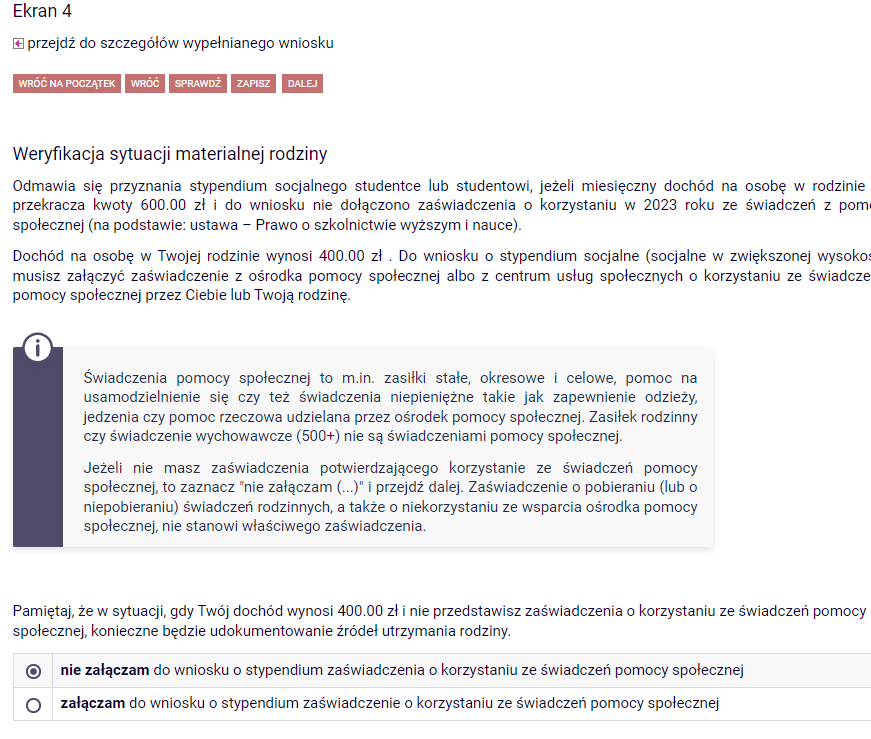 Ekran 4
przejdź do szczegółów wypełnianego wniosku
WRÓĆ NA POCZĄTEK WRÓĆ SPRAWDŹ ZAPISZ DALEJ
Weryfikacja sytuacji materialnej rodziny
Odmawia się przyznania stypendium socjalnego studentce lub studentowi, jeżeli miesięczny dochód na osobę w rodzinie
przekracza kwoty 600.00 zł i do wniosku nie dołączono zaświadczenia o korzystaniu w 2023 roku ze świadczeń z
społecznej (na podstawie: ustawa – Prawo o szkolnictwie wyższym i nauce).
Dochód na osobę w Twojej rodzinie wynosi 400.00 zł . Do wniosku o stypendium socjalne (socjalne w zwiększonej
musisz załączyć zaświadczenie z ośrodka pomocy społecznej albo z centrum usług społecznych o korzystaniu ze
pomocy społecznej przez Ciebie lub Twoją rodzinę.
Świadczenia pomocy społecznej to m.in. zasiłki stałe, okresowe i celowe, pomoc na
usamodzielnienie się czy też świadczenia niepieniężne takie jak zapewnienie odzieży,
jedzenia czy pomoc rzeczowa udzielana przez ośrodek pomocy społecznej. Zasiłek rodzinny
czy świadczenie wychowawcze (500+) nie są świadczeniami pomocy społecznej.
Jeżeli nie masz zaświadczenia potwierdzającego korzystanie ze świadczeń pomocy
społecznej, to zaznacz "nie załączam (...)" i przejdź dalej. Zaświadczenie o pobieraniu (lub o
niepobieraniu) świadczeń rodzinnych, a także o niekorzystaniu ze wsparcia ośrodka pomocy
społecznej, nie stanowi właściwego zaświadczenia.
Pamiętaj, że w sytuacji, gdy Twój dochód wynosi 400.00 zł i nie przedstawisz zaświadczenia o korzystaniu ze świadczeń pomocy
społecznej, konieczne będzie udokumentowanie źródeł utrzymania rodziny.
nie załączam do wniosku o stypendium zaświadczenia o korzystaniu ze świadczeń pomocy społecznej
załączam do wniosku o stypendium zaświadczenie o korzystaniu ze świadczeń pomocy społecznej